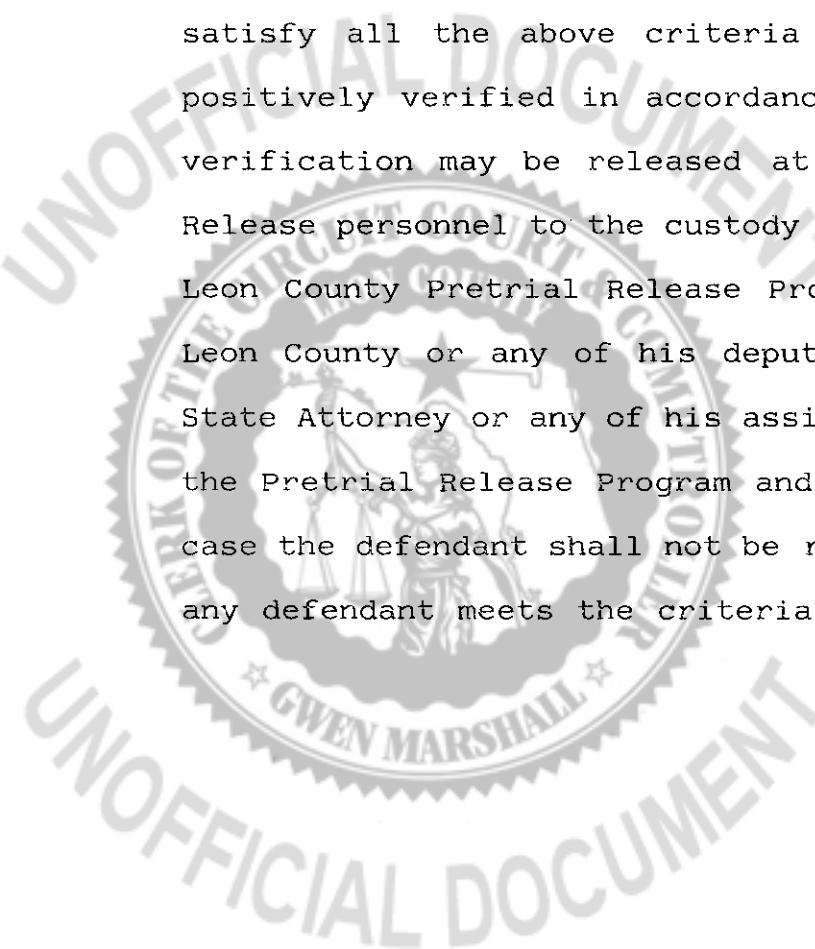 UNOFFICIAL DOCUMENT
satisfy all the above criteria
positively verified in accordanc
verification may be released at
Release personnel to the custody
Leon County Pretrial Release Pro
Leon County or any of his deput
State Attorney or any of his assi
the Pretrial Release Program and
case the defendant shall not be r
any defendant meets the criteria
CLERK OF THE CIRCUIT COURT & COMPTROLLER
LEON COUNTY
GWEN MARSHALL
UNOFFICIAL DOCUMENT